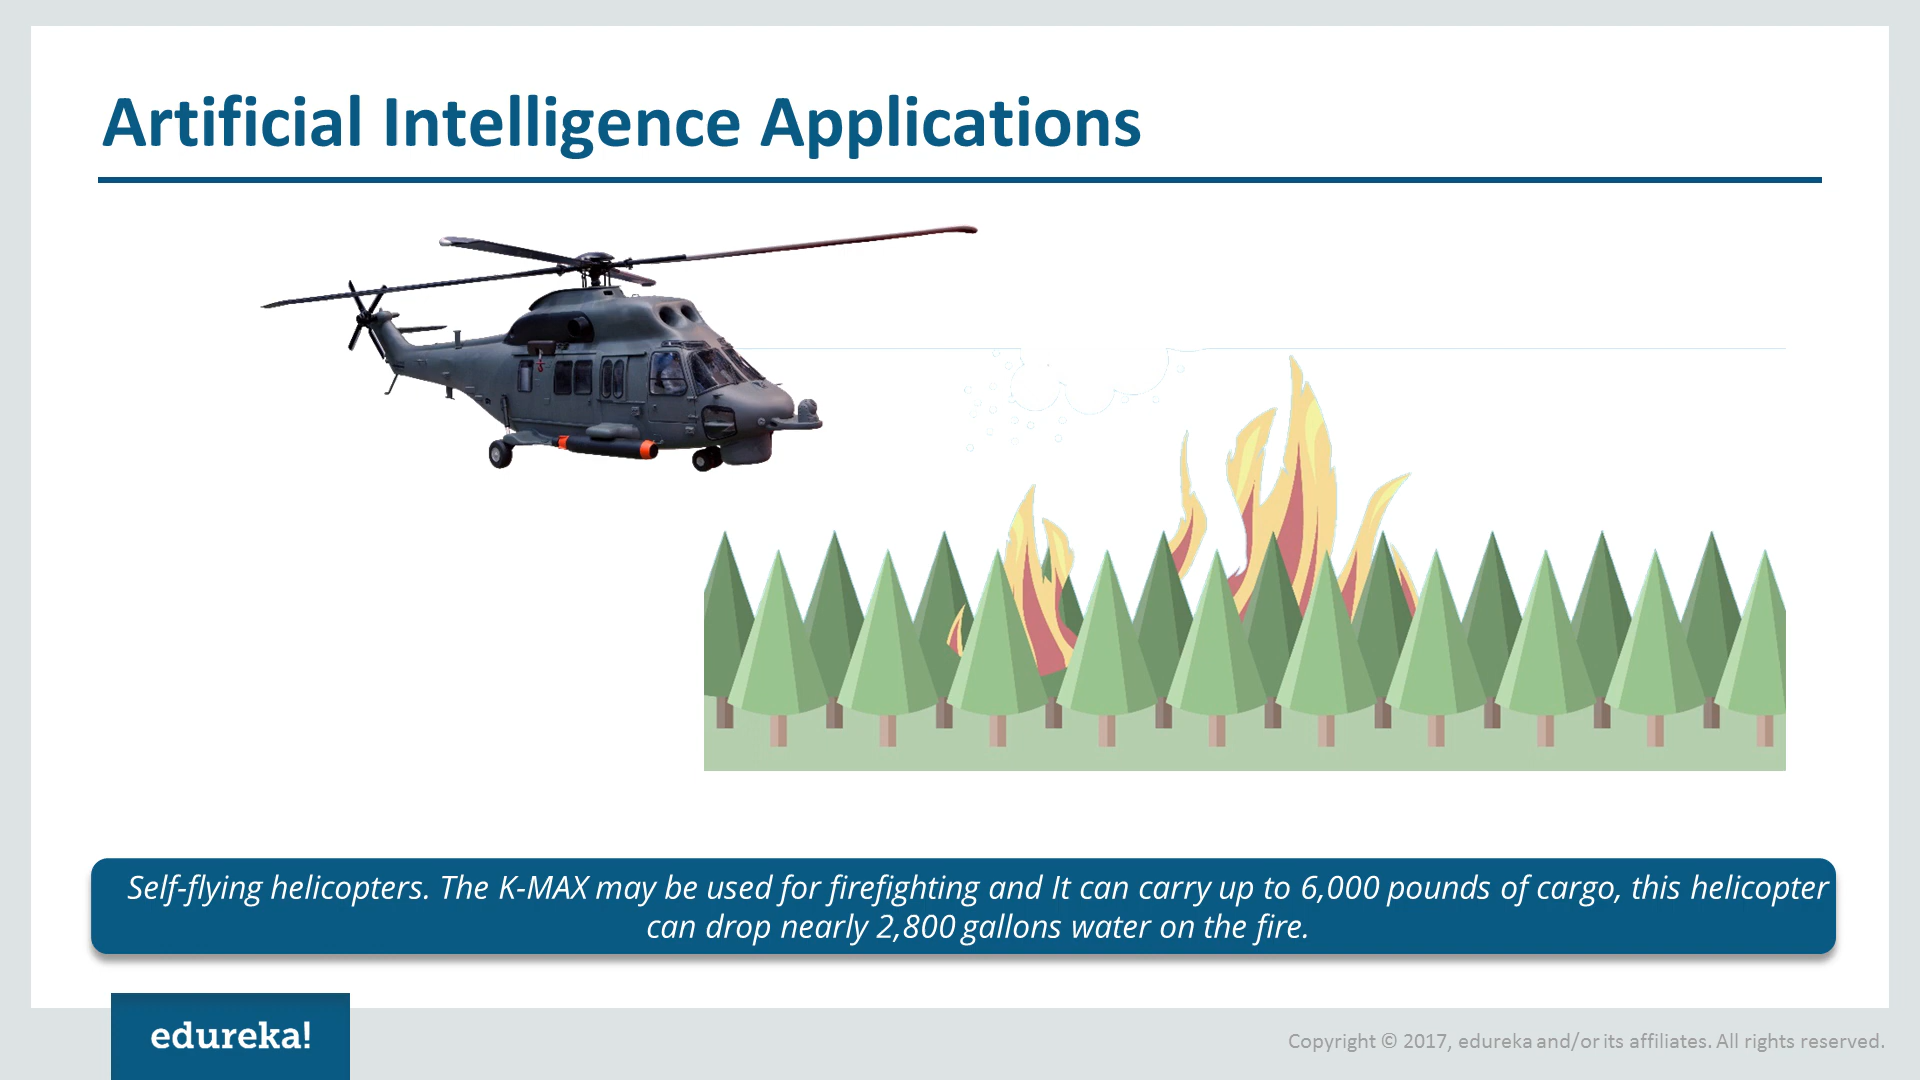 Artificial Intelligence Applications
Self-flying helicopters. The K-MAX may be used for firefighting and It can carry up to 6,000 pounds of cargo, this helicopter
can drop nearly 2,800 gallons water on the fire.
edureka!
Copyright © 2017, edureka and/or its affiliates. All rights reserved.